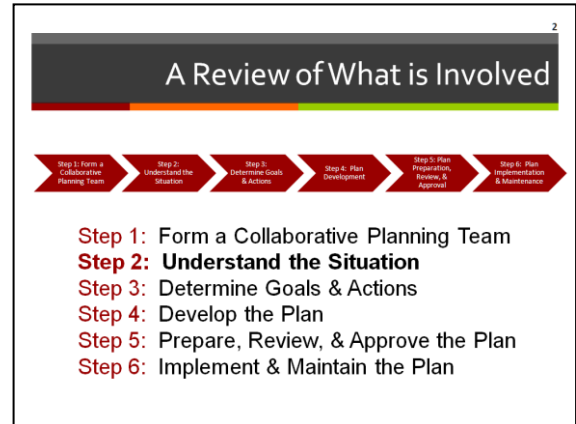 2
A Review of What is Involved
Step 1: Form a
Collaborative
Planning Team
Step 2:
Understand the
Situation
Step 3:
Determine Goals
& Actions
Step 4: Plan
Development
Step 5: Plan
Preparation,
Review, &
Approval
Step 6: Plan
Implementation
& Maintenance
Step 1: Form a Collaborative Planning Team
Step 2: Understand the Situation
Step 3: Determine Goals & Actions
Step 4: Develop the Plan
Step 5: Prepare, Review, & Approve the Plan
Step 6: Implement & Maintain the Plan